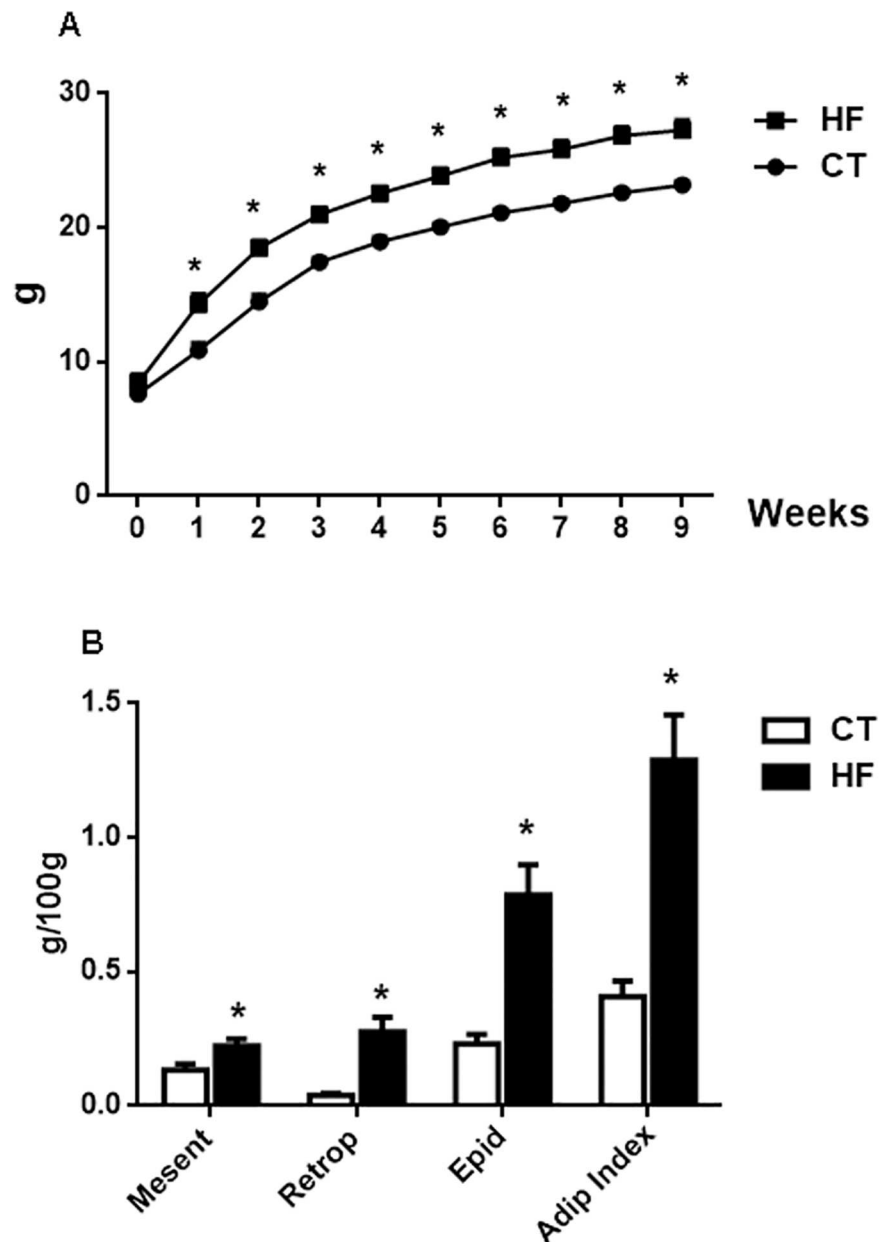 A
30
20
10
0
g
* * * * * * * * *
0 1 2 3 4 5 6 7 8 9
Weeks
HF
CT
B
1.5
1.0
0.5
0.0
g/100g
* * * *
Mesent
Retrop
Epid
Adip Index
CT
HF